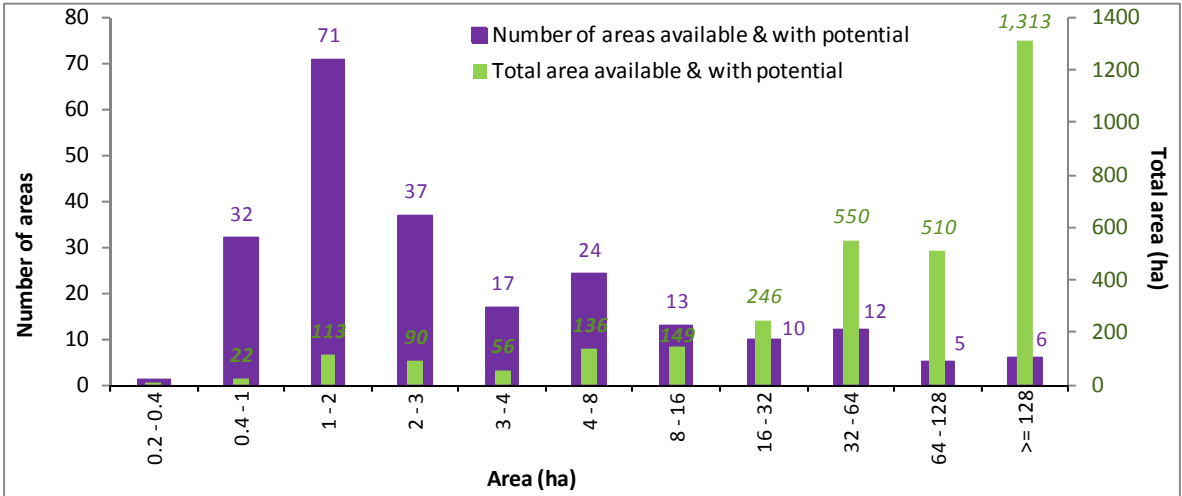 Number of areas available & with potential
Total area available & with potential
Number of areas
80
70
60
50
40
30
20
10
0
32
71
37
17
24
13
10
12
5
6
22
113
90
56
136
149
246
550
510
1,313
1400
1200
1000
800
600
400
200
0
Total area (ha)
0.2 - 0.4
0.4 - 1
1 - 2
2 - 3
3 - 4
4 - 8
8 - 16
16 - 32
32 - 64
64 - 128
>= 128
Area (ha)